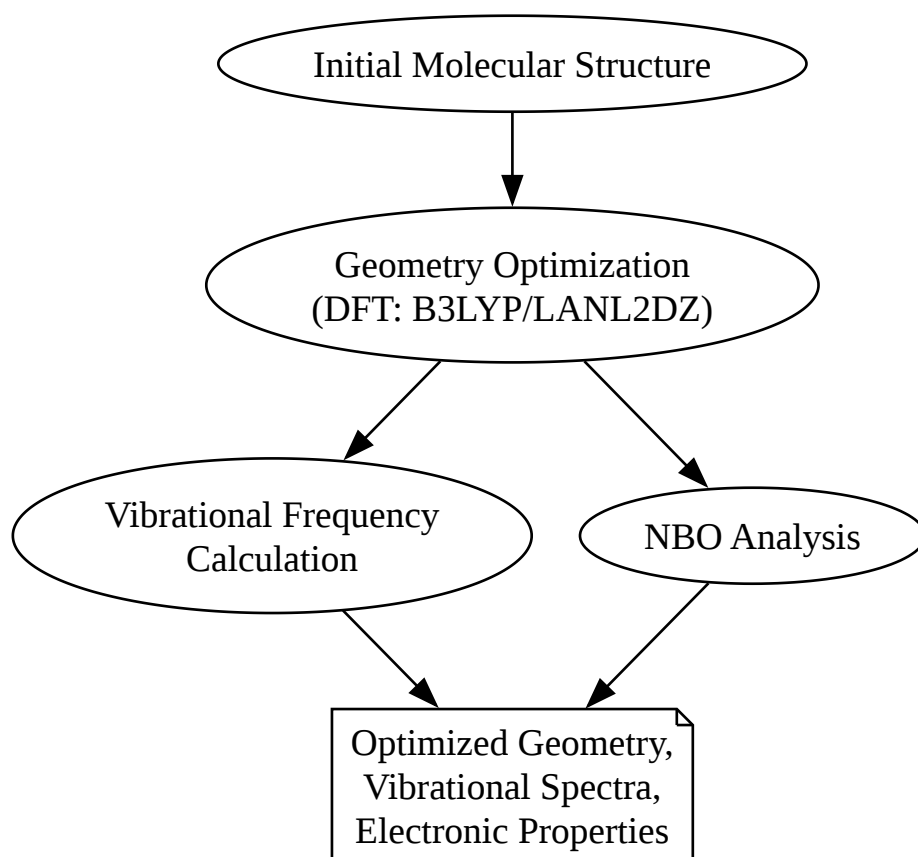 Initial Molecular Structure
Geometry Optimization
(DFT: B3LYP/LANL2DZ)
Vibrational Frequency
Calculation
NBO Analysis
Optimized Geometry,
Vibrational Spectra,
Electronic Properties